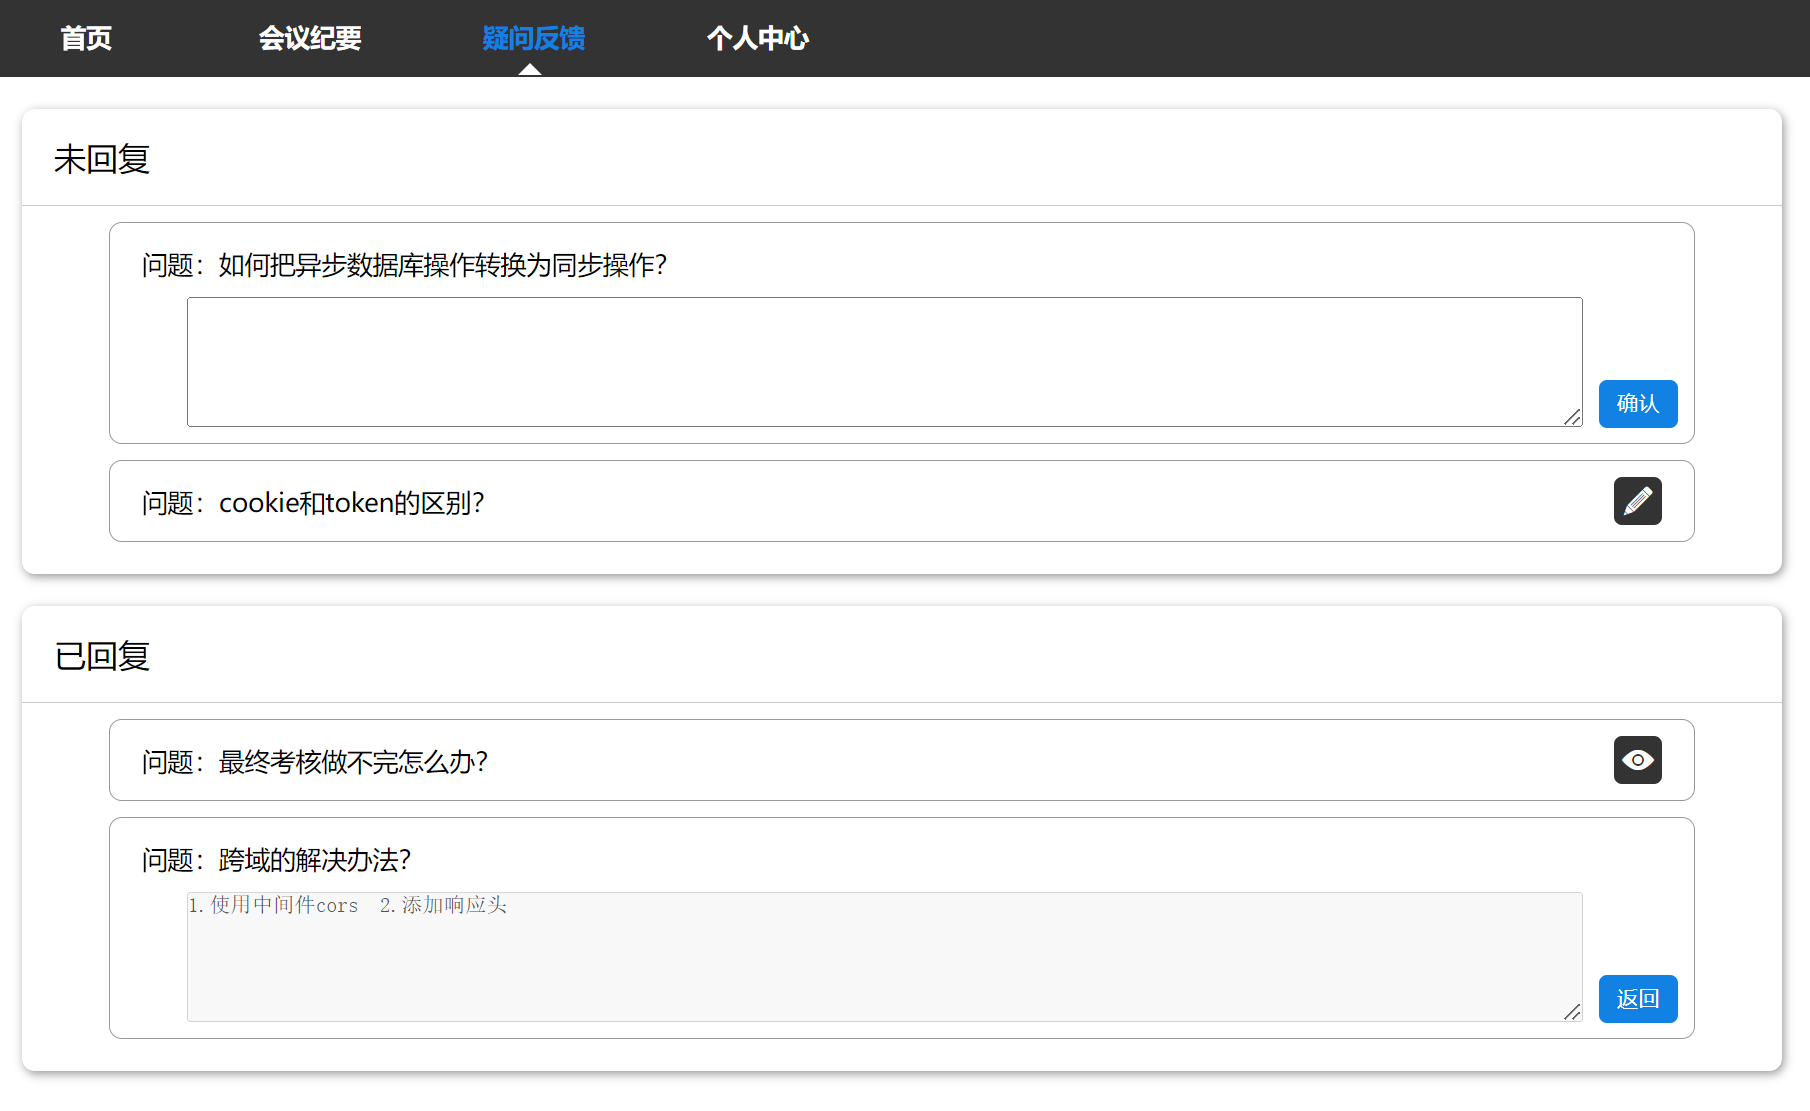 首页 会议纪要 疑问反馈 个人中心
未回复
问题：如何把异步数据库操作转换为同步操作？
确认
问题：cookie和token的区别？
已回复
问题：最终考核做不完怎么办？
问题：跨域的解决办法？
1.使用中间件cors  2.添加响应头
返回